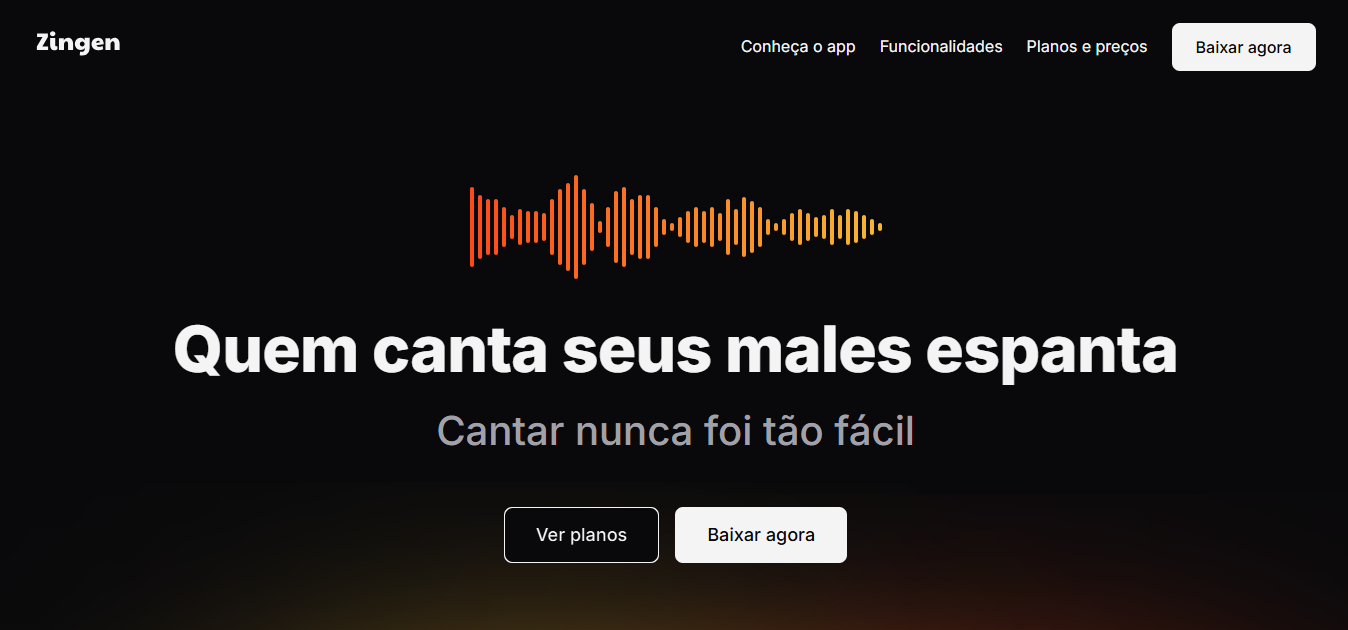 Zingen
Conheça o app
Funcionalidades
Planos e preços
Baixar agora
Quem canta seus males espanta
Cantar nunca foi tão fácil
Ver planos
Baixar agora